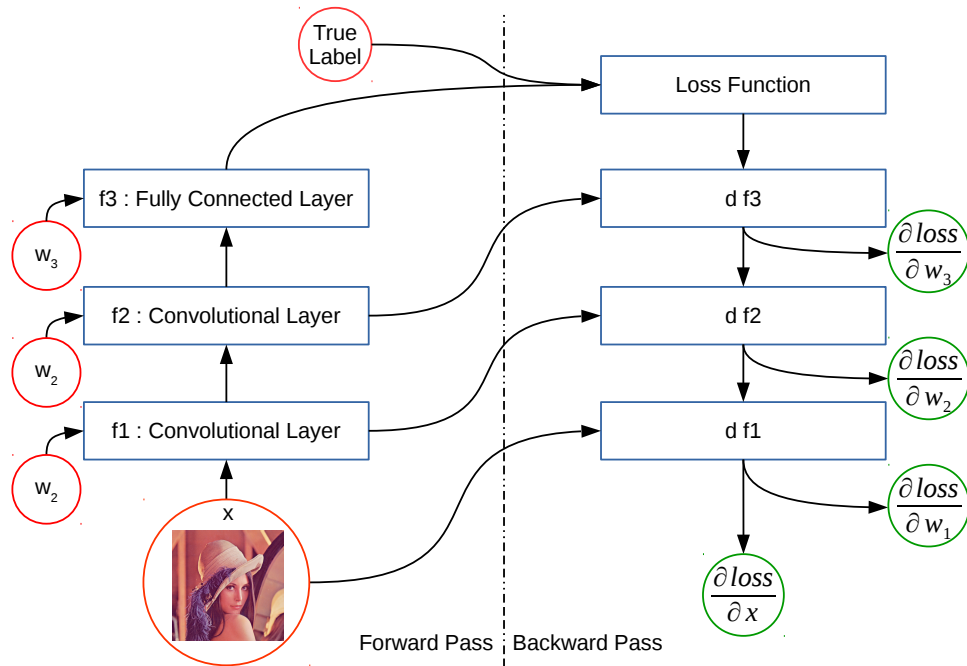 True
Label
Loss Function
f3 : Fully Connected Layer
d f3
w₃
∂ loss
∂ w₃
f2 : Convolutional Layer
d f2
w₂
∂ loss
∂ w₂
f1 : Convolutional Layer
d f1
w₂
∂ loss
∂ w₁
x
∂ loss
∂ x
Forward Pass
Backward Pass